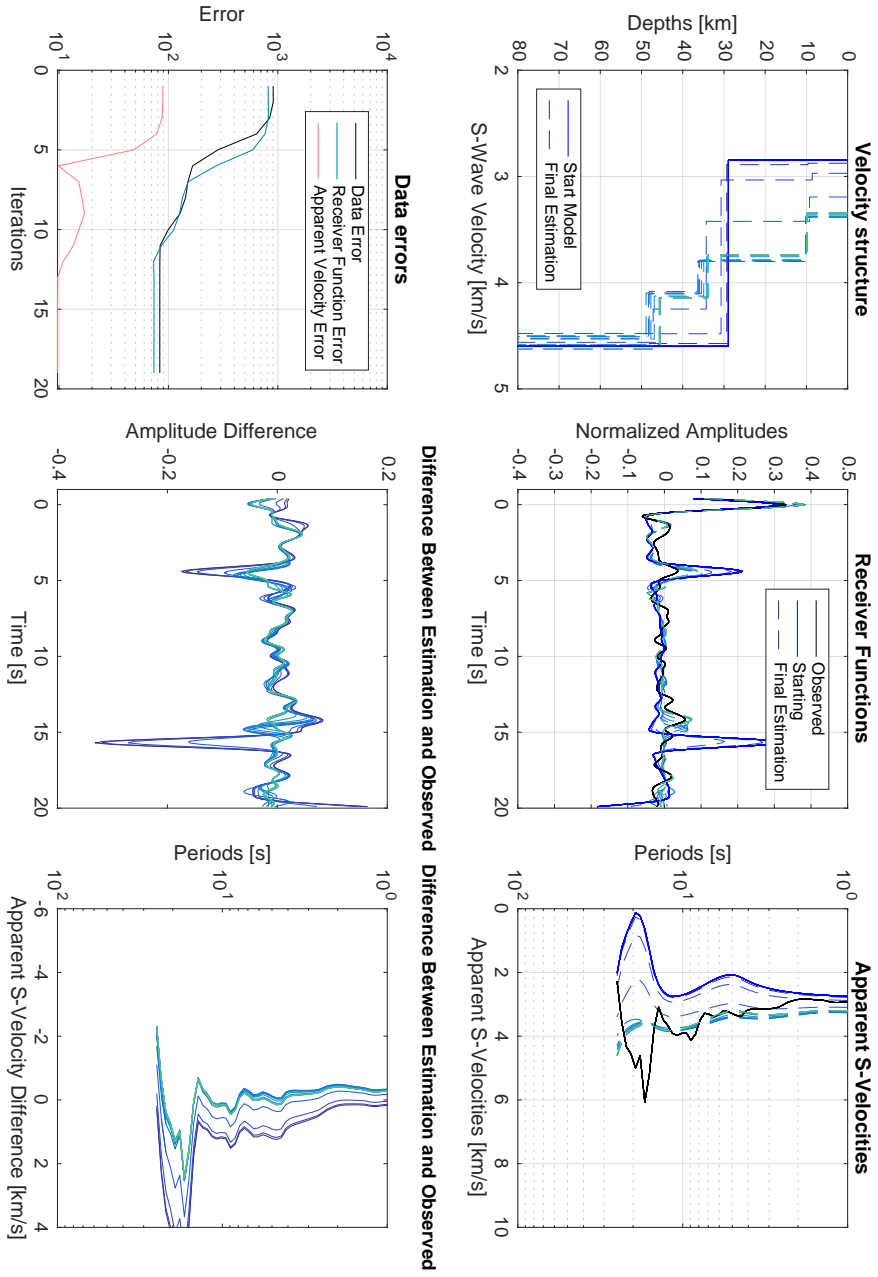 Velocity structure
0
10
20
30
40
50
60
70
80
Depths [km]
2
3
4
5
S-Wave Velocity [km/s]
Start Model
Final Estimation
Receiver Functions
0.5
0.4
0.3
0.2
0.1
0
-0.1
-0.2
-0.3
-0.4
Normalized Amplitudes
0
5
10
15
20
Time [s]
Observed
Starting
Final Estimation
Apparent S-Velocities
10^0
10^1
10^2
Periods [s]
0
2
4
6
8
10
Apparent S-Velocities [km/s]
Data errors
10^4
10^3
10^2
10^1
Error
0
5
10
15
20
Iterations
Data Error
Receiver Function Error
Apparent Velocity Error
Difference Between Estimation and Observed
0.2
0
-0.2
-0.4
Amplitude Difference
0
5
10
15
20
Time [s]
Difference Between Estimation and Observed
10^0
10^1
10^2
Periods [s]
-6
-4
-2
0
2
4
Apparent S-Velocity Difference [km/s]